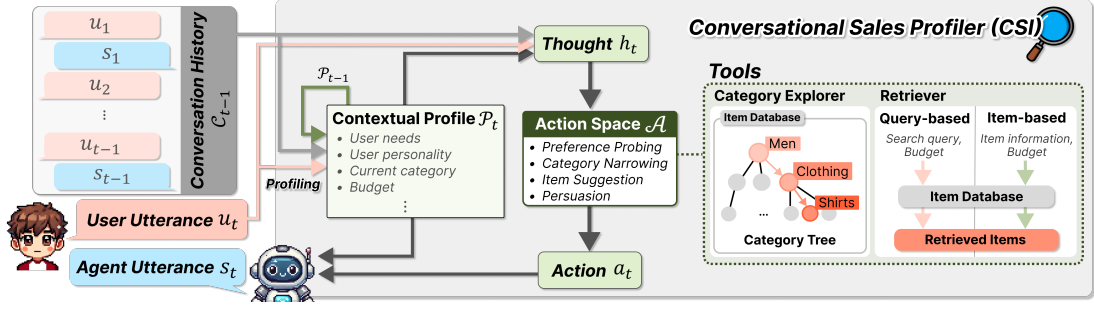 u₁
s₁
u₂
⋮
uₜ₋₁
sₜ₋₁
Conversation History
𝒞ₜ₋₁
User Utterance uₜ
Agent Utterance sₜ
Profiling
𝒫ₜ₋₁
Contextual Profile 𝒫ₜ
• User needs
• User personality
• Current category
• Budget
⋮
Thought hₜ
Action Space 𝒜
• Preference Probing
• Category Narrowing
• Item Suggestion
• Persuasion
Action aₜ
Conversational Sales Profiler (CSI)
Tools
Category Explorer
Item Database
Men
Clothing
Shirts
...
Category Tree
Retriever
Query-based
Search query,
Budget
Item-based
Item information,
Budget
Item Database
Retrieved Items